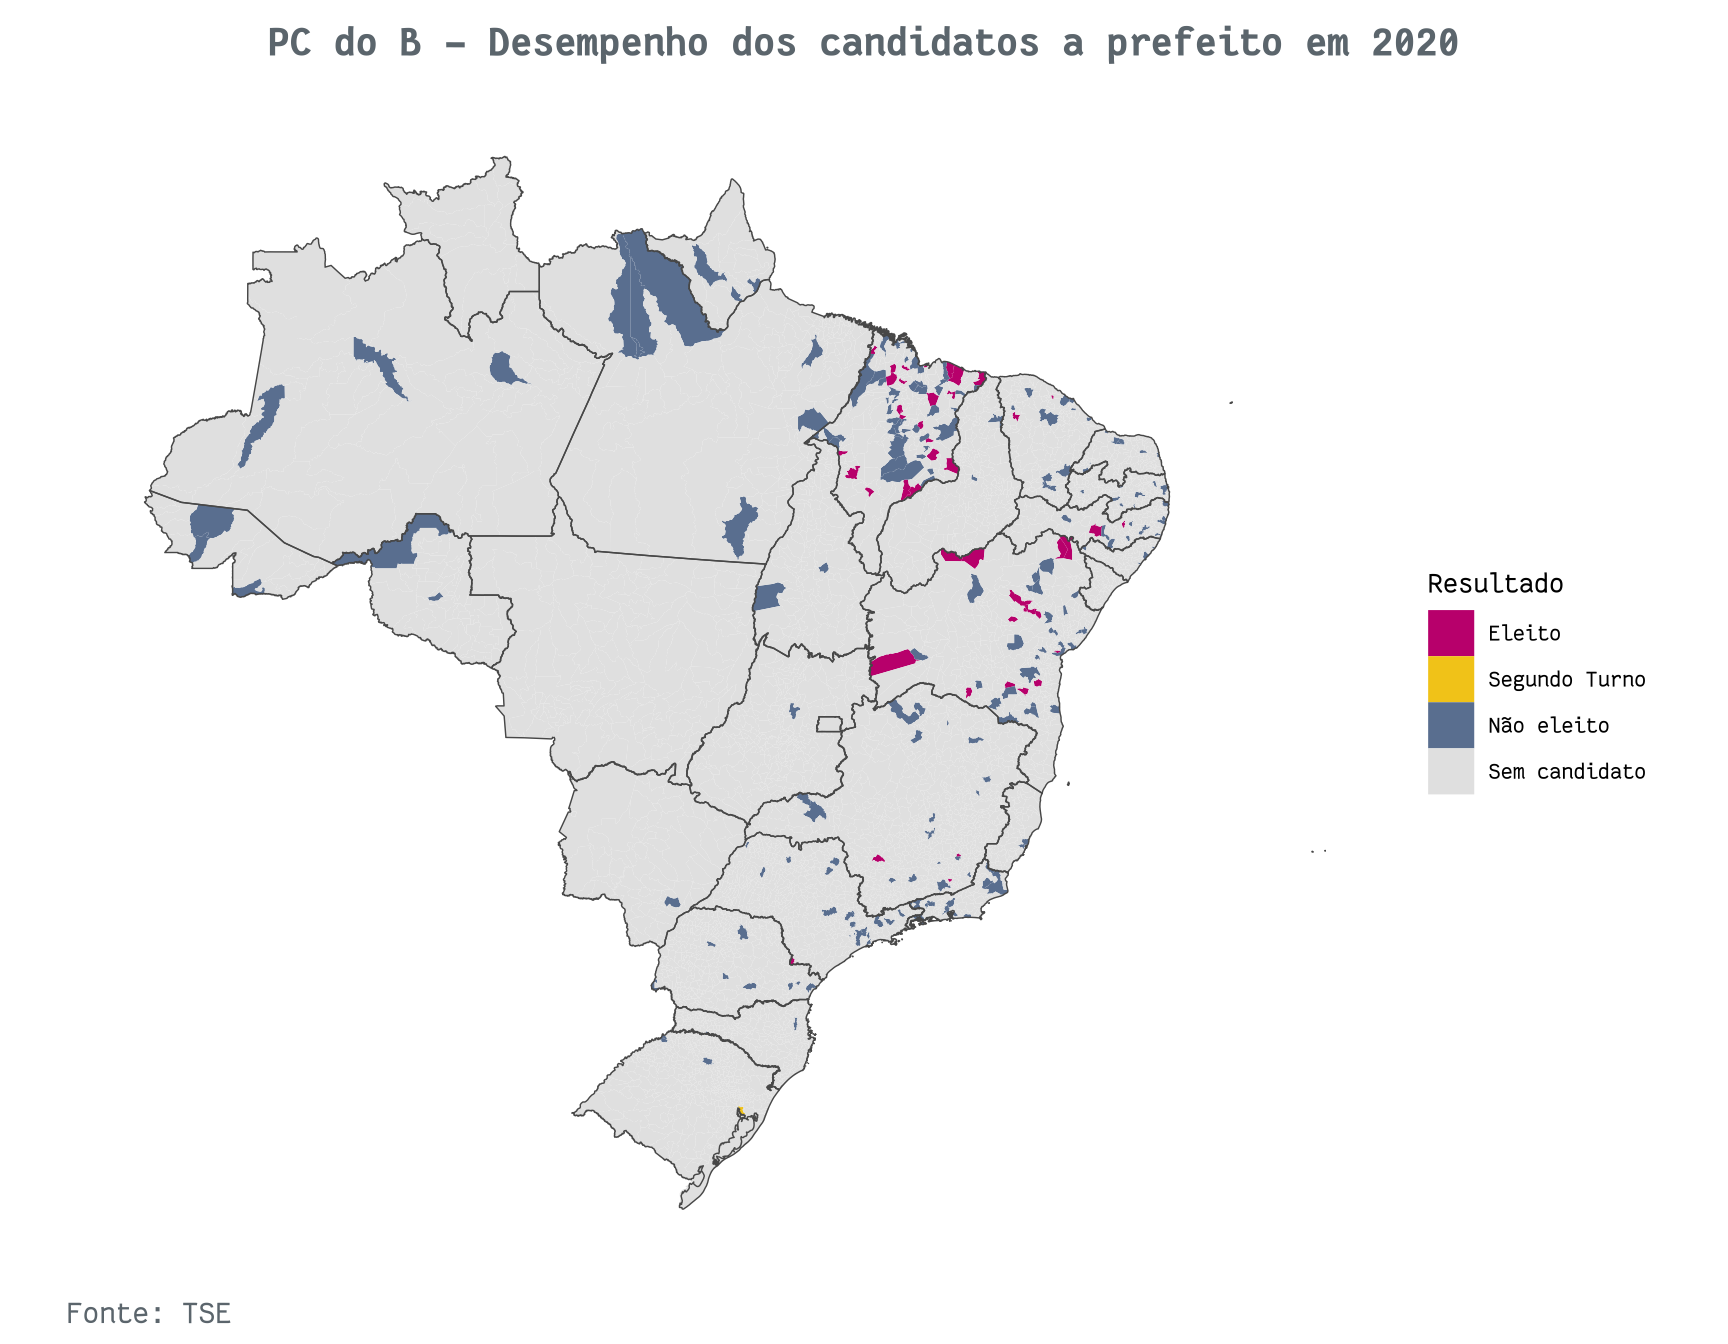 PC do B – Desempenho dos candidatos a prefeito em 2020
Resultado
Eleito
Segundo Turno
Não eleito
Sem candidato
Fonte: TSE